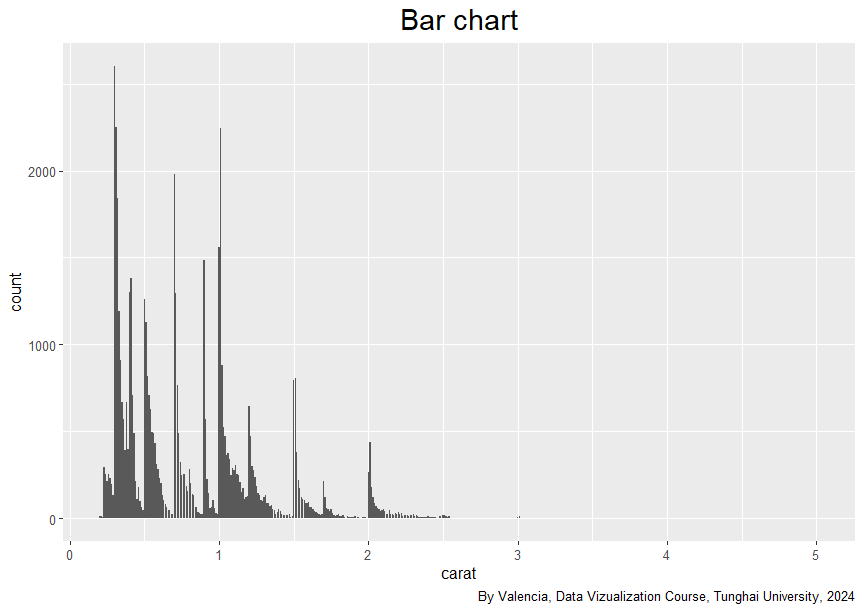 Bar chart
2000
1000
0
count
0 1 2 3 4 5
carat
By Valencia, Data Vizualization Course, Tunghai University, 2024